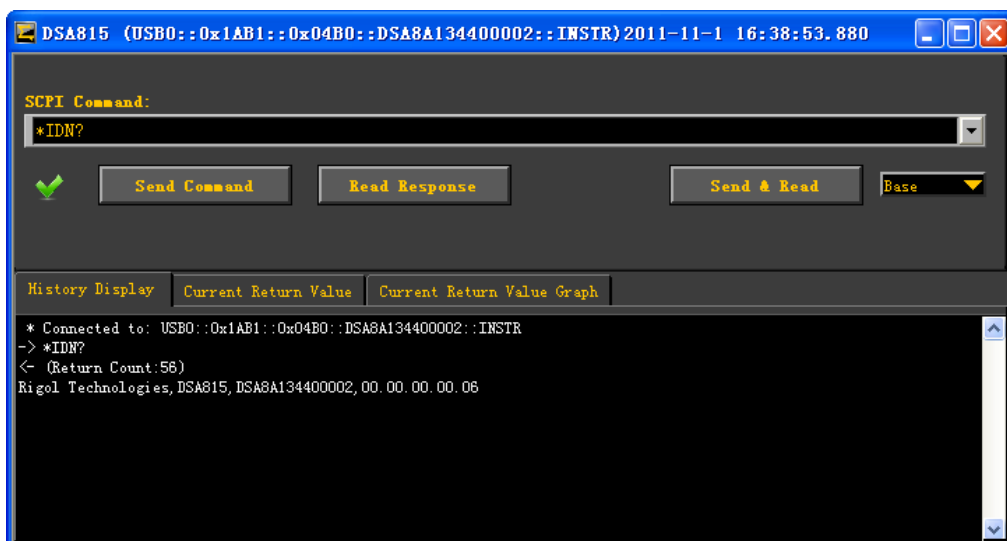 DSA815 (USB0::0x1AB1::0x04B0::DSA8A134400002::INSTR)2011-11-1 16:38:53.880
SCPI Command:
*IDN?
Send Command Read Response Send & Read Base
History Display Current Return Value Current Return Value Graph
* Connected to: USB0::0x1AB1::0x04B0::DSA8A134400002::INSTR
-> *IDN?
<- (Return Count:56)
Rigol Technologies,DSA815,DSA8A134400002,00.00.00.00.06